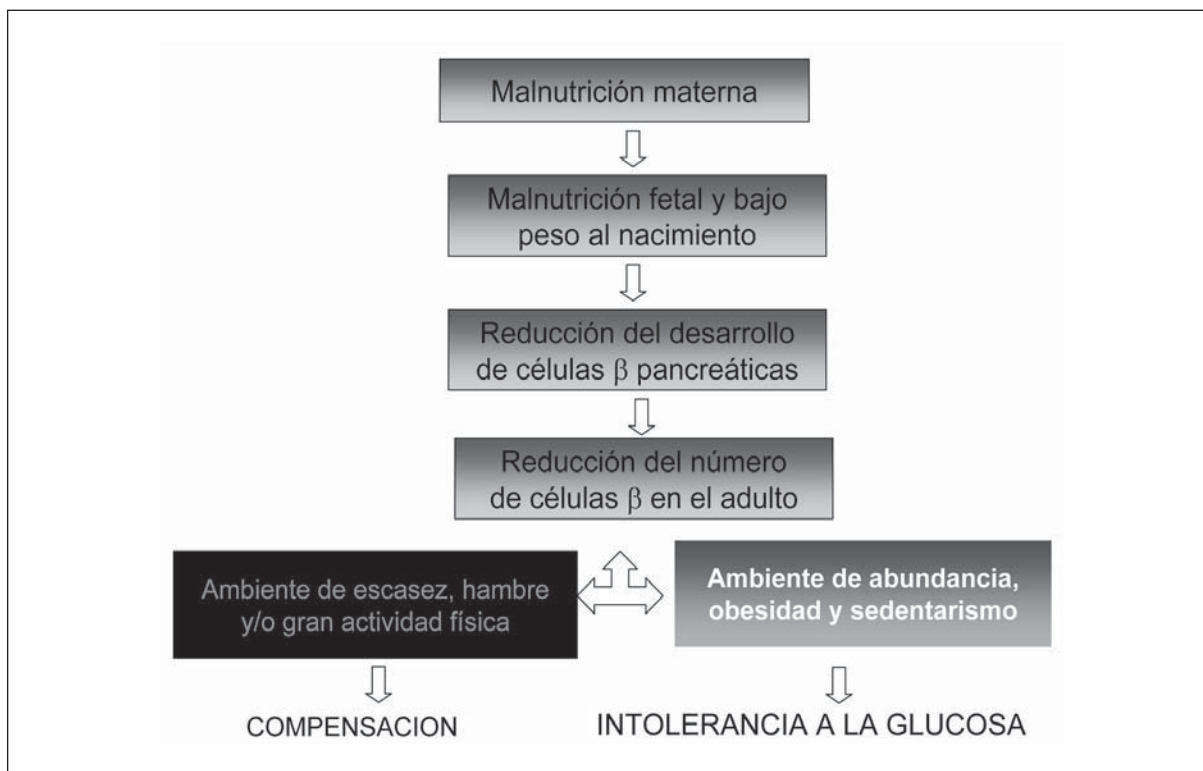 Malnutrición materna
Malnutrición fetal y bajo
peso al nacimiento
Reducción del desarrollo
de células β pancreáticas
Reducción del número
de células β en el adulto
Ambiente de escasez, hambre
y/o gran actividad física
Ambiente de abundancia,
obesidad y sedentarismo
COMPENSACION
INTOLERANCIA A LA GLUCOSA